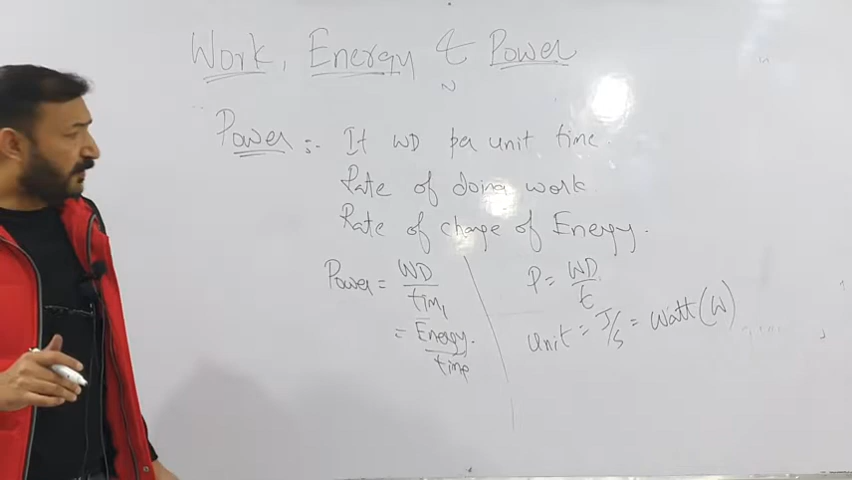 Work, Energy & Power
Power :- It WD per unit time.
Rate of doing work.
Rate of change of Energy.
Power = WD/time
= Energy/time
P = WD/t
Unit = J/s = Watt (W)